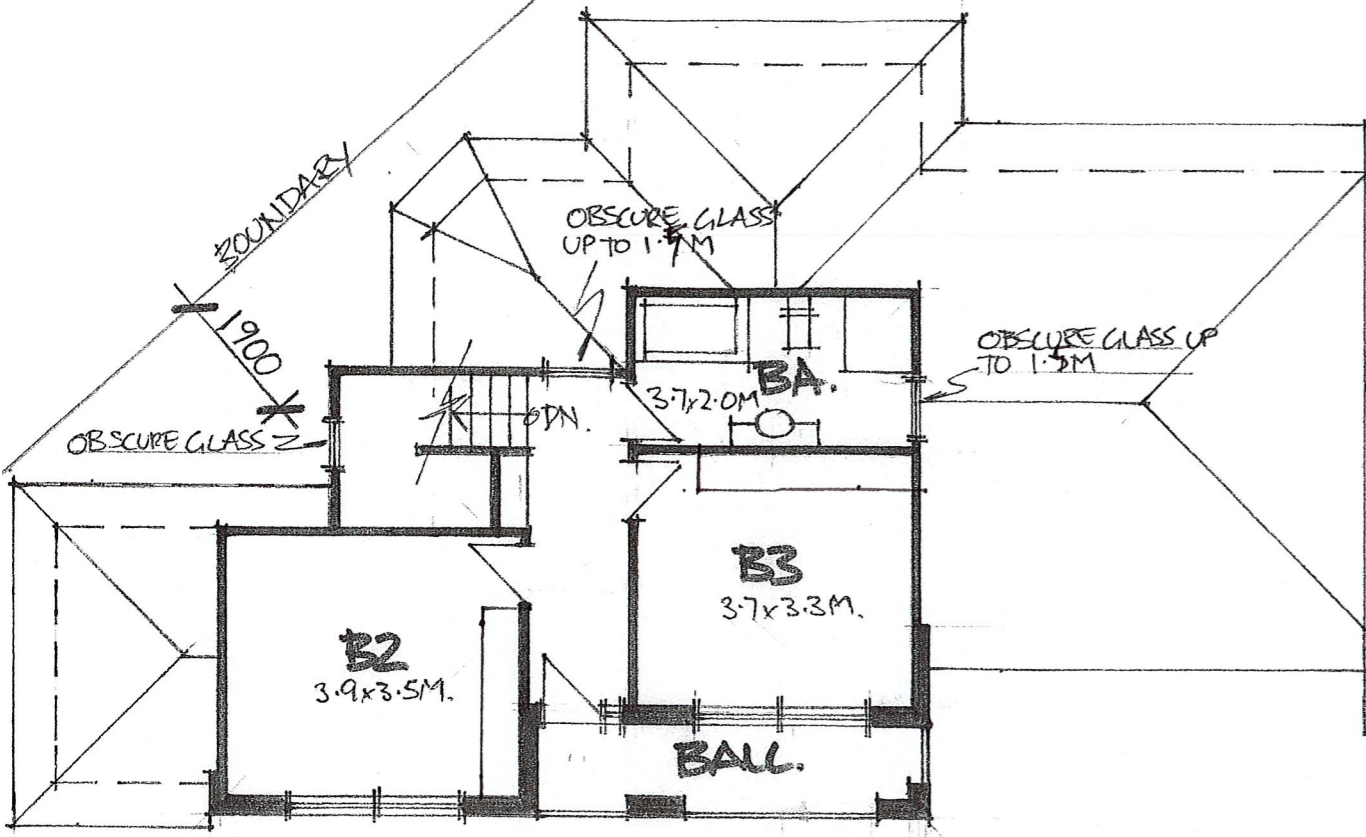 BOUNDARY
1900
OBSCURE GLASS
UP TO 1.7M
OBSCURE GLASS UP
TO 1.7M
BA.
3.7x2.0M
DN.
OBSCURE GLASS
B3
3.7x3.3M.
B2
3.9x3.5M.
BALC.